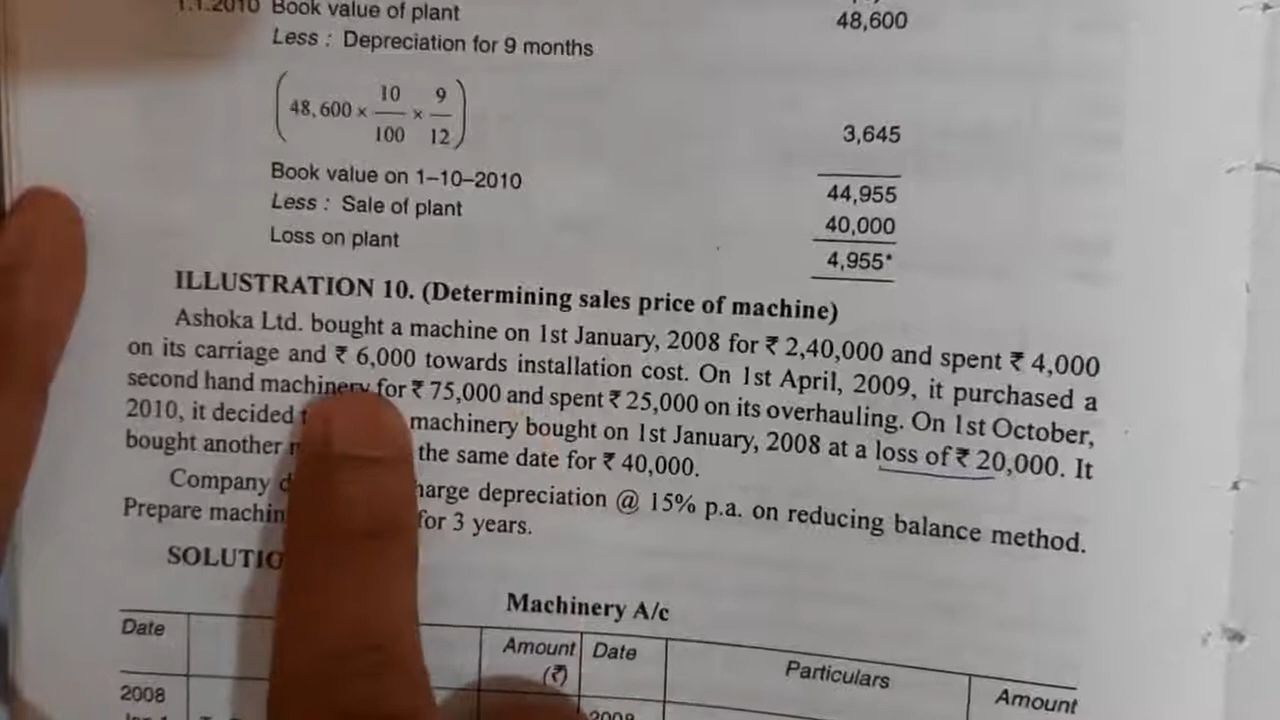 1.1.2010 Book value of plant 48,600
Less : Depreciation for 9 months
(48,600 × 10/100 × 9/12) 3,645
Book value on 1–10–2010 44,955
Less : Sale of plant 40,000
Loss on plant 4,955*
ILLUSTRATION 10. (Determining sales price of machine)
Ashoka Ltd. bought a machine on 1st January, 2008 for ₹ 2,40,000 and spent ₹ 4,000
on its carriage and ₹ 6,000 towards installation cost. On 1st April, 2009, it purchased a
second hand machinery for ₹ 75,000 and spent ₹ 25,000 on its overhauling. On 1st October,
2010, it decided machinery bought on 1st January, 2008 at a loss of ₹ 20,000. It
bought another the same date for ₹ 40,000.
Company harge depreciation @ 15% p.a. on reducing balance method.
Prepare machin for 3 years.
SOLUTIO
Machinery A/c
Date Amount (₹) Date Particulars Amount
2008 2008